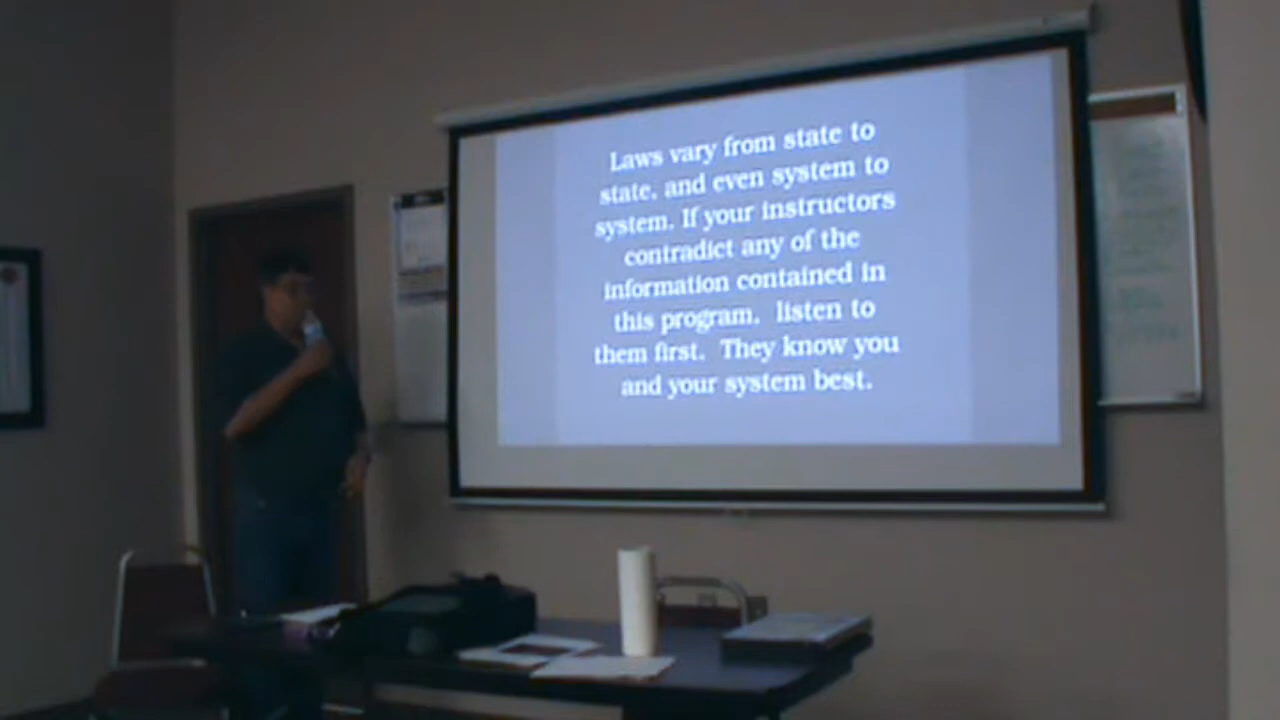 Laws vary from state to
state, and even system to
system. If your instructors
contradict any of the
information contained in
this program,  listen to
them first.  They know you
and your system best.